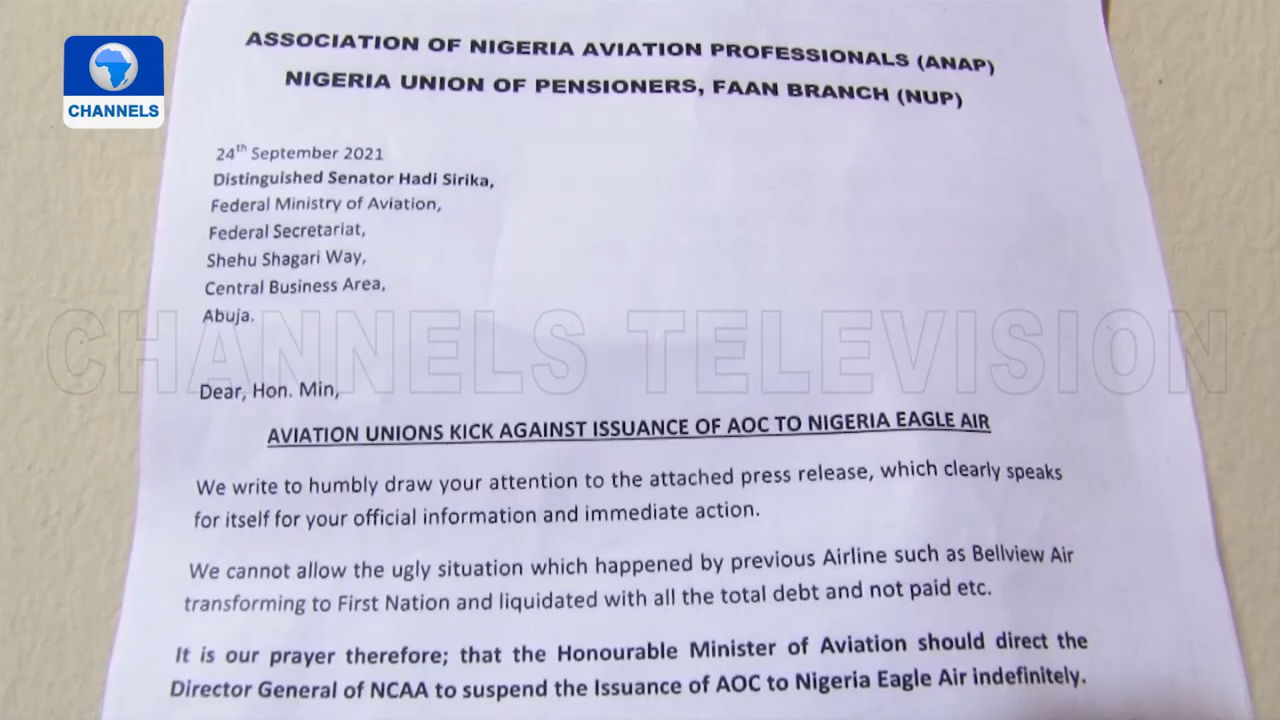 CHANNELS
ASSOCIATION OF NIGERIA AVIATION PROFESSIONALS (ANAP)
NIGERIA UNION OF PENSIONERS, FAAN BRANCH (NUP)
24th September 2021
Distinguished Senator Hadi Sirika,
Federal Ministry of Aviation,
Federal Secretariat,
Shehu Shagari Way,
Central Business Area,
Abuja.
CHANNELS TELEVISION
Dear, Hon. Min,
AVIATION UNIONS KICK AGAINST ISSUANCE OF AOC TO NIGERIA EAGLE AIR
We write to humbly draw your attention to the attached press release, which clearly speaks
for itself for your official information and immediate action.
We cannot allow the ugly situation which happened by previous Airline such as Bellview Air
transforming to First Nation and liquidated with all the total debt and not paid etc.
It is our prayer therefore; that the Honourable Minister of Aviation should direct the
Director General of NCAA to suspend the Issuance of AOC to Nigeria Eagle Air indefinitely.